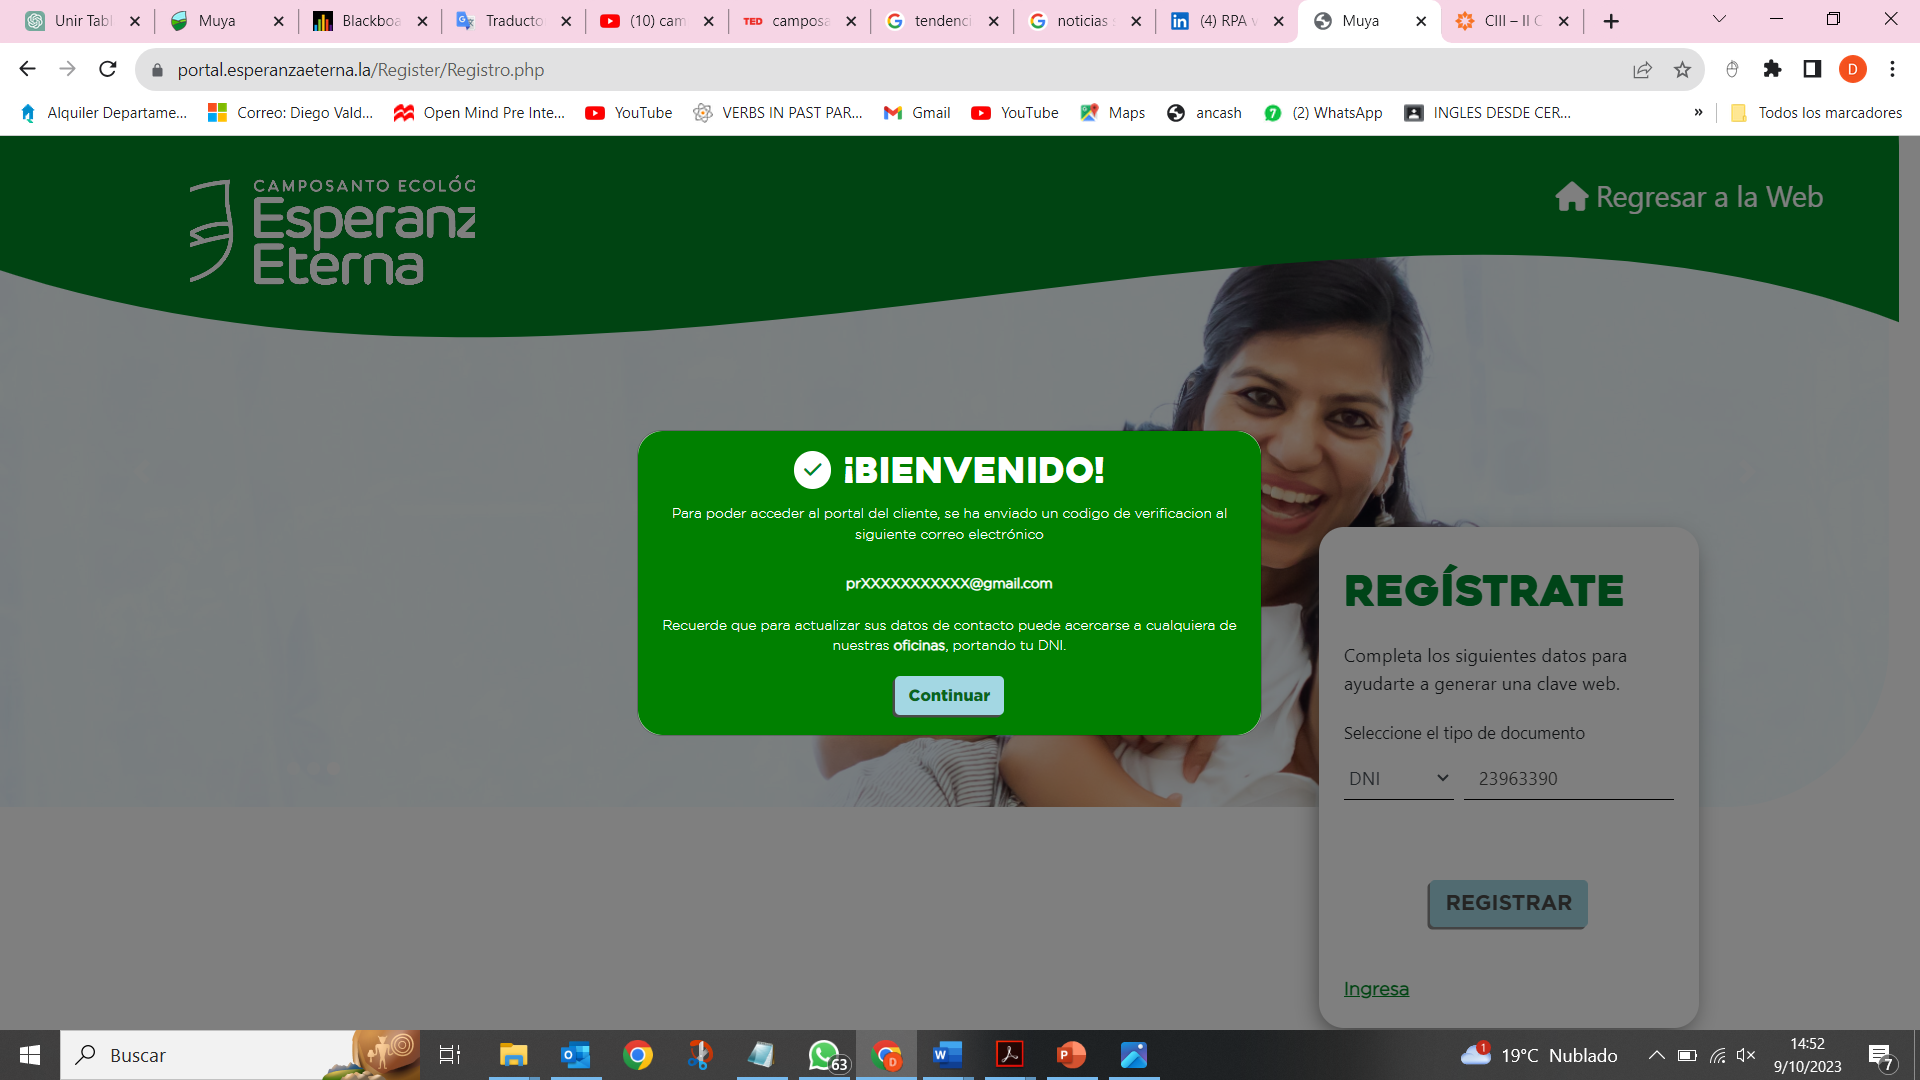 Unir Tabl
Muya
Blackboa
Traducto
(10) cam
TED camposa
tendenci
noticias s
(4) RPA v
Muya
CIII – II C
portal.esperanzaeterna.la/Register/Registro.php
D
Alquiler Departame...
Correo: Diego Vald...
Open Mind Pre Inte...
YouTube
VERBS IN PAST PAR...
Gmail
YouTube
Maps
ancash
(2) WhatsApp
INGLES DESDE CER...
»
Todos los marcadores
CAMPOSANTO ECOLÓG
Esperanz
Eterna
Regresar a la Web
¡BIENVENIDO!
Para poder acceder al portal del cliente, se ha enviado un codigo de verificacion al
siguiente correo electrónico
prXXXXXXXXXXX@gmail.com
Recuerde que para actualizar sus datos de contacto puede acercarse a cualquiera de
nuestras oficinas, portando tu DNI.
Continuar
REGÍSTRATE
Completa los siguientes datos para
ayudarte a generar una clave web.
Seleccione el tipo de documento
DNI 23963390
REGISTRAR
Ingresa
Buscar
63
19°C Nublado
14:52
9/10/2023
7